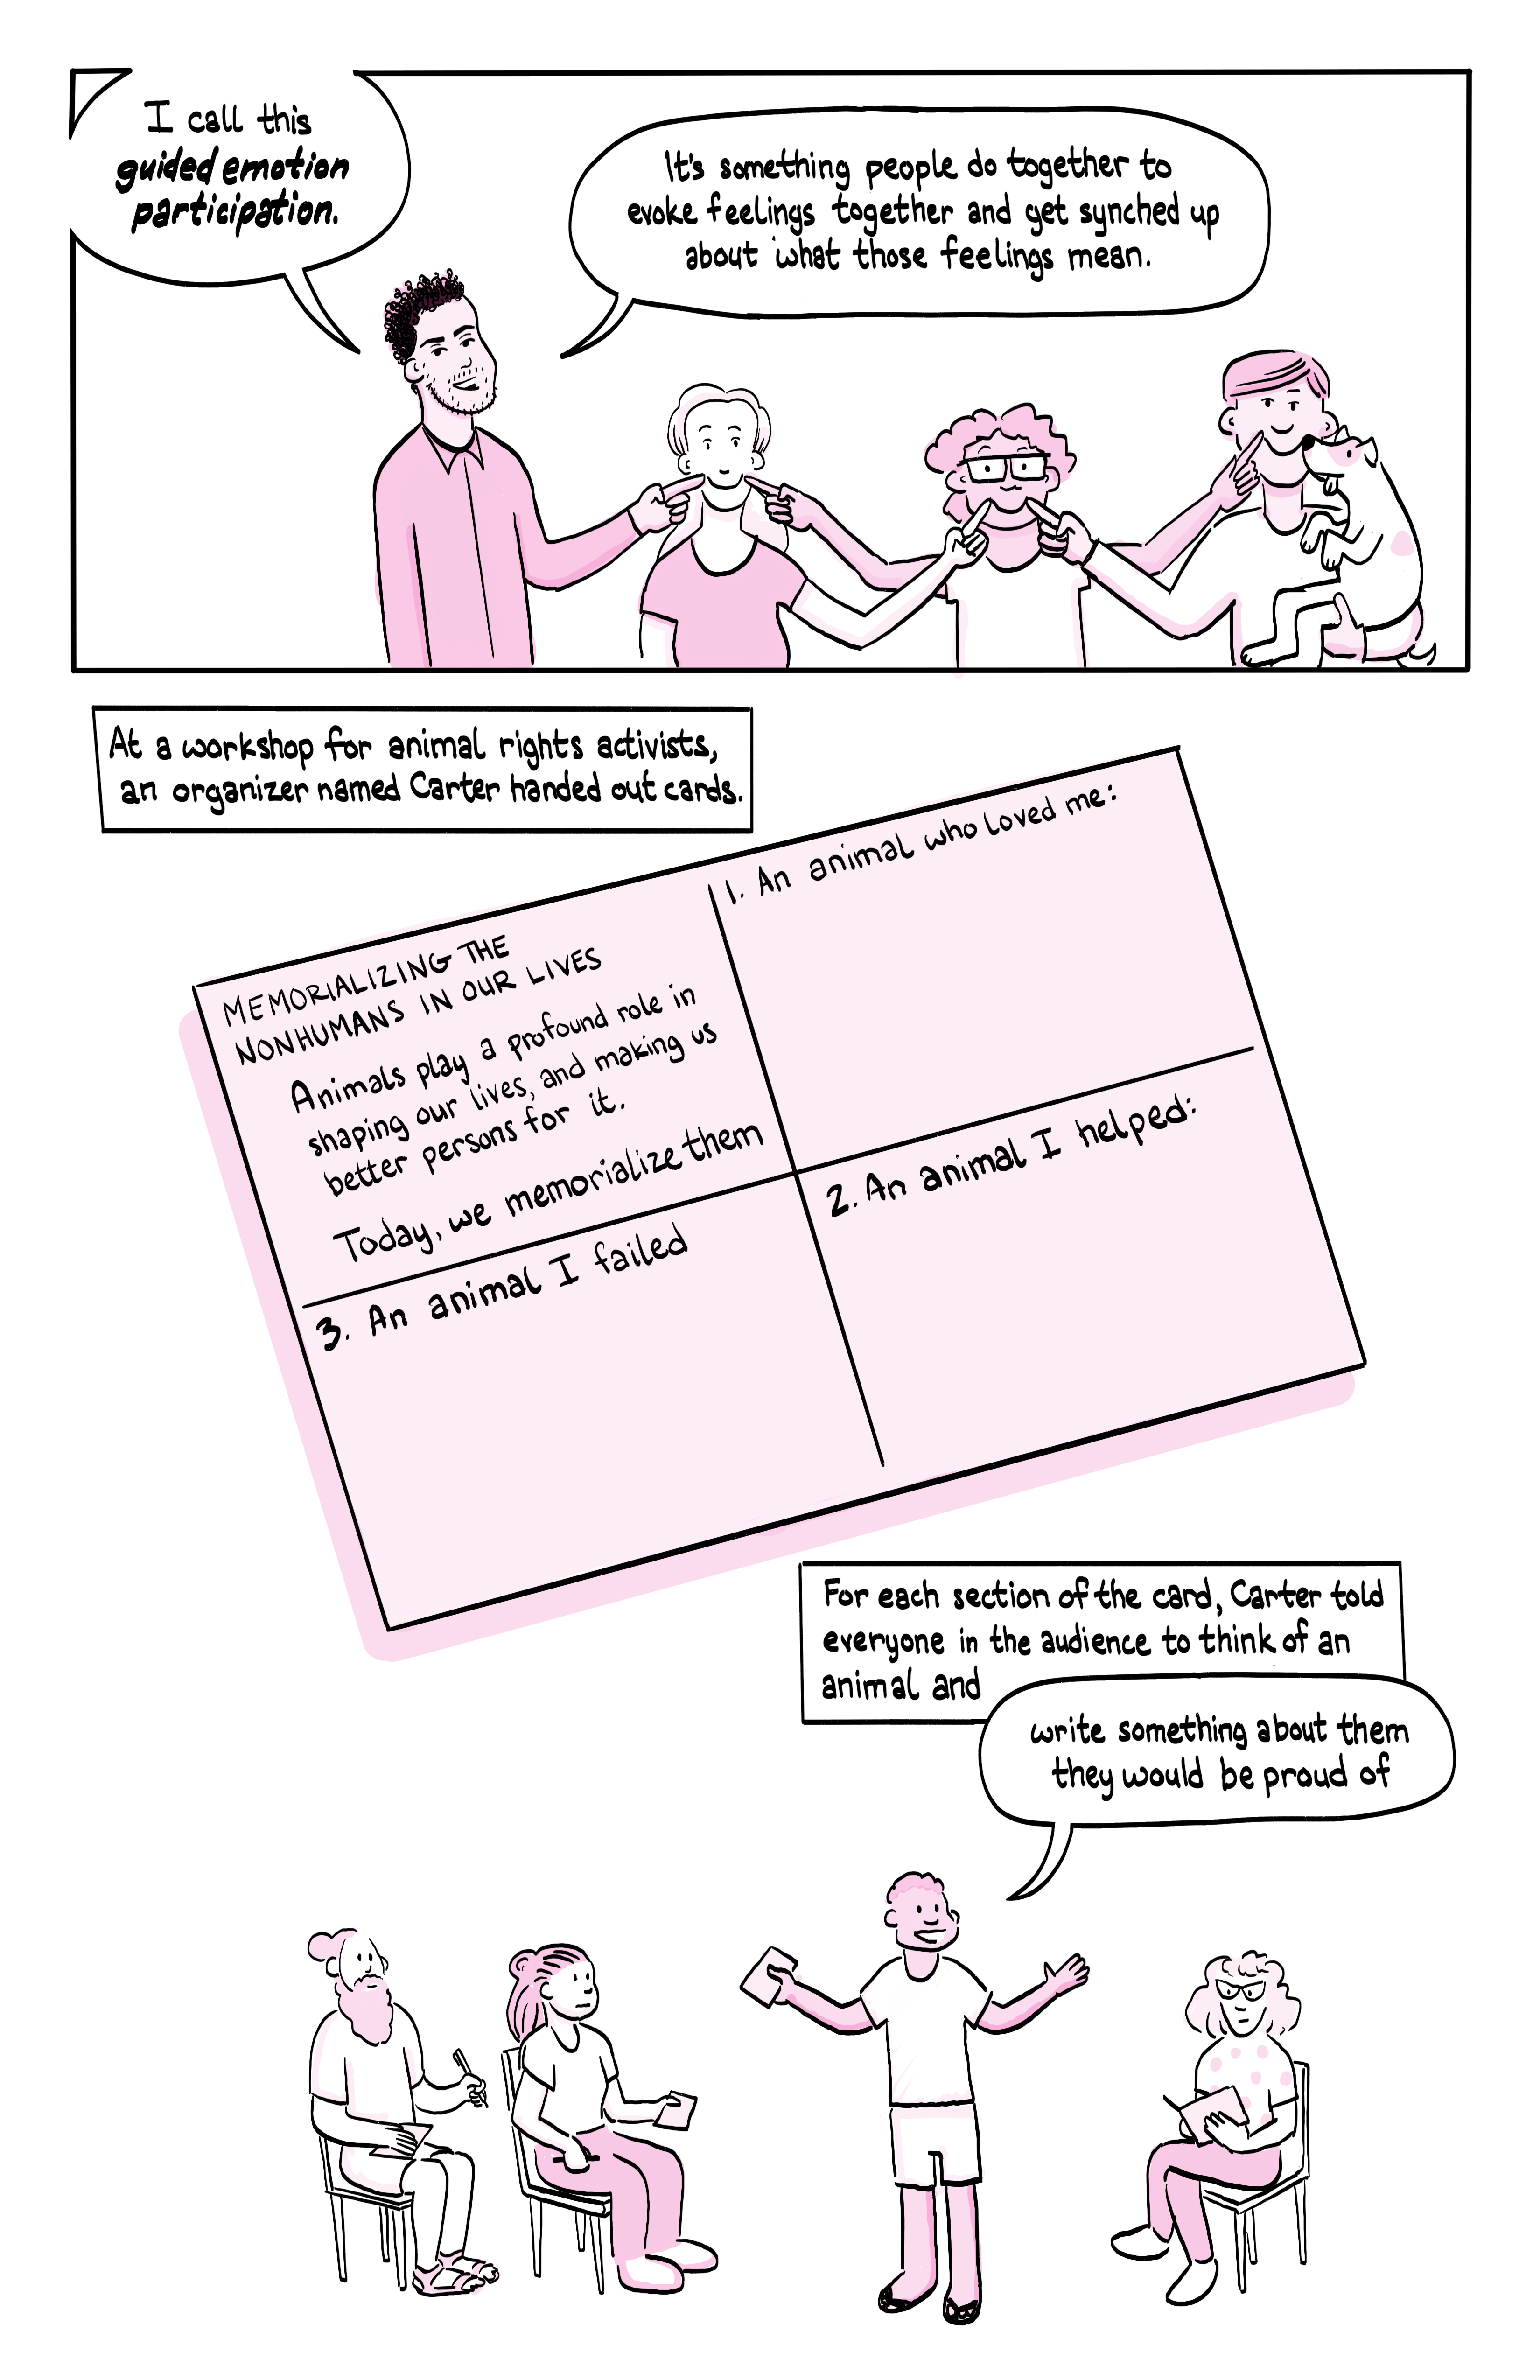 I call this
guided emotion
participation.
It's something people do together to
evoke feelings together and get synched up
about what those feelings mean.
At a workshop for animal rights activists,
an organizer named Carter handed out cards.
MEMORIALIZING THE
NONHUMANS IN OUR LIVES
Animals play a profound role in
shaping our lives, and making us
better persons for it.
Today, we memorialize them
1. An animal who loved me:
2. An animal I helped:
3. An animal I failed
For each section of the card, Carter told
everyone in the audience to think of an
animal and
write something about them
they would be proud of